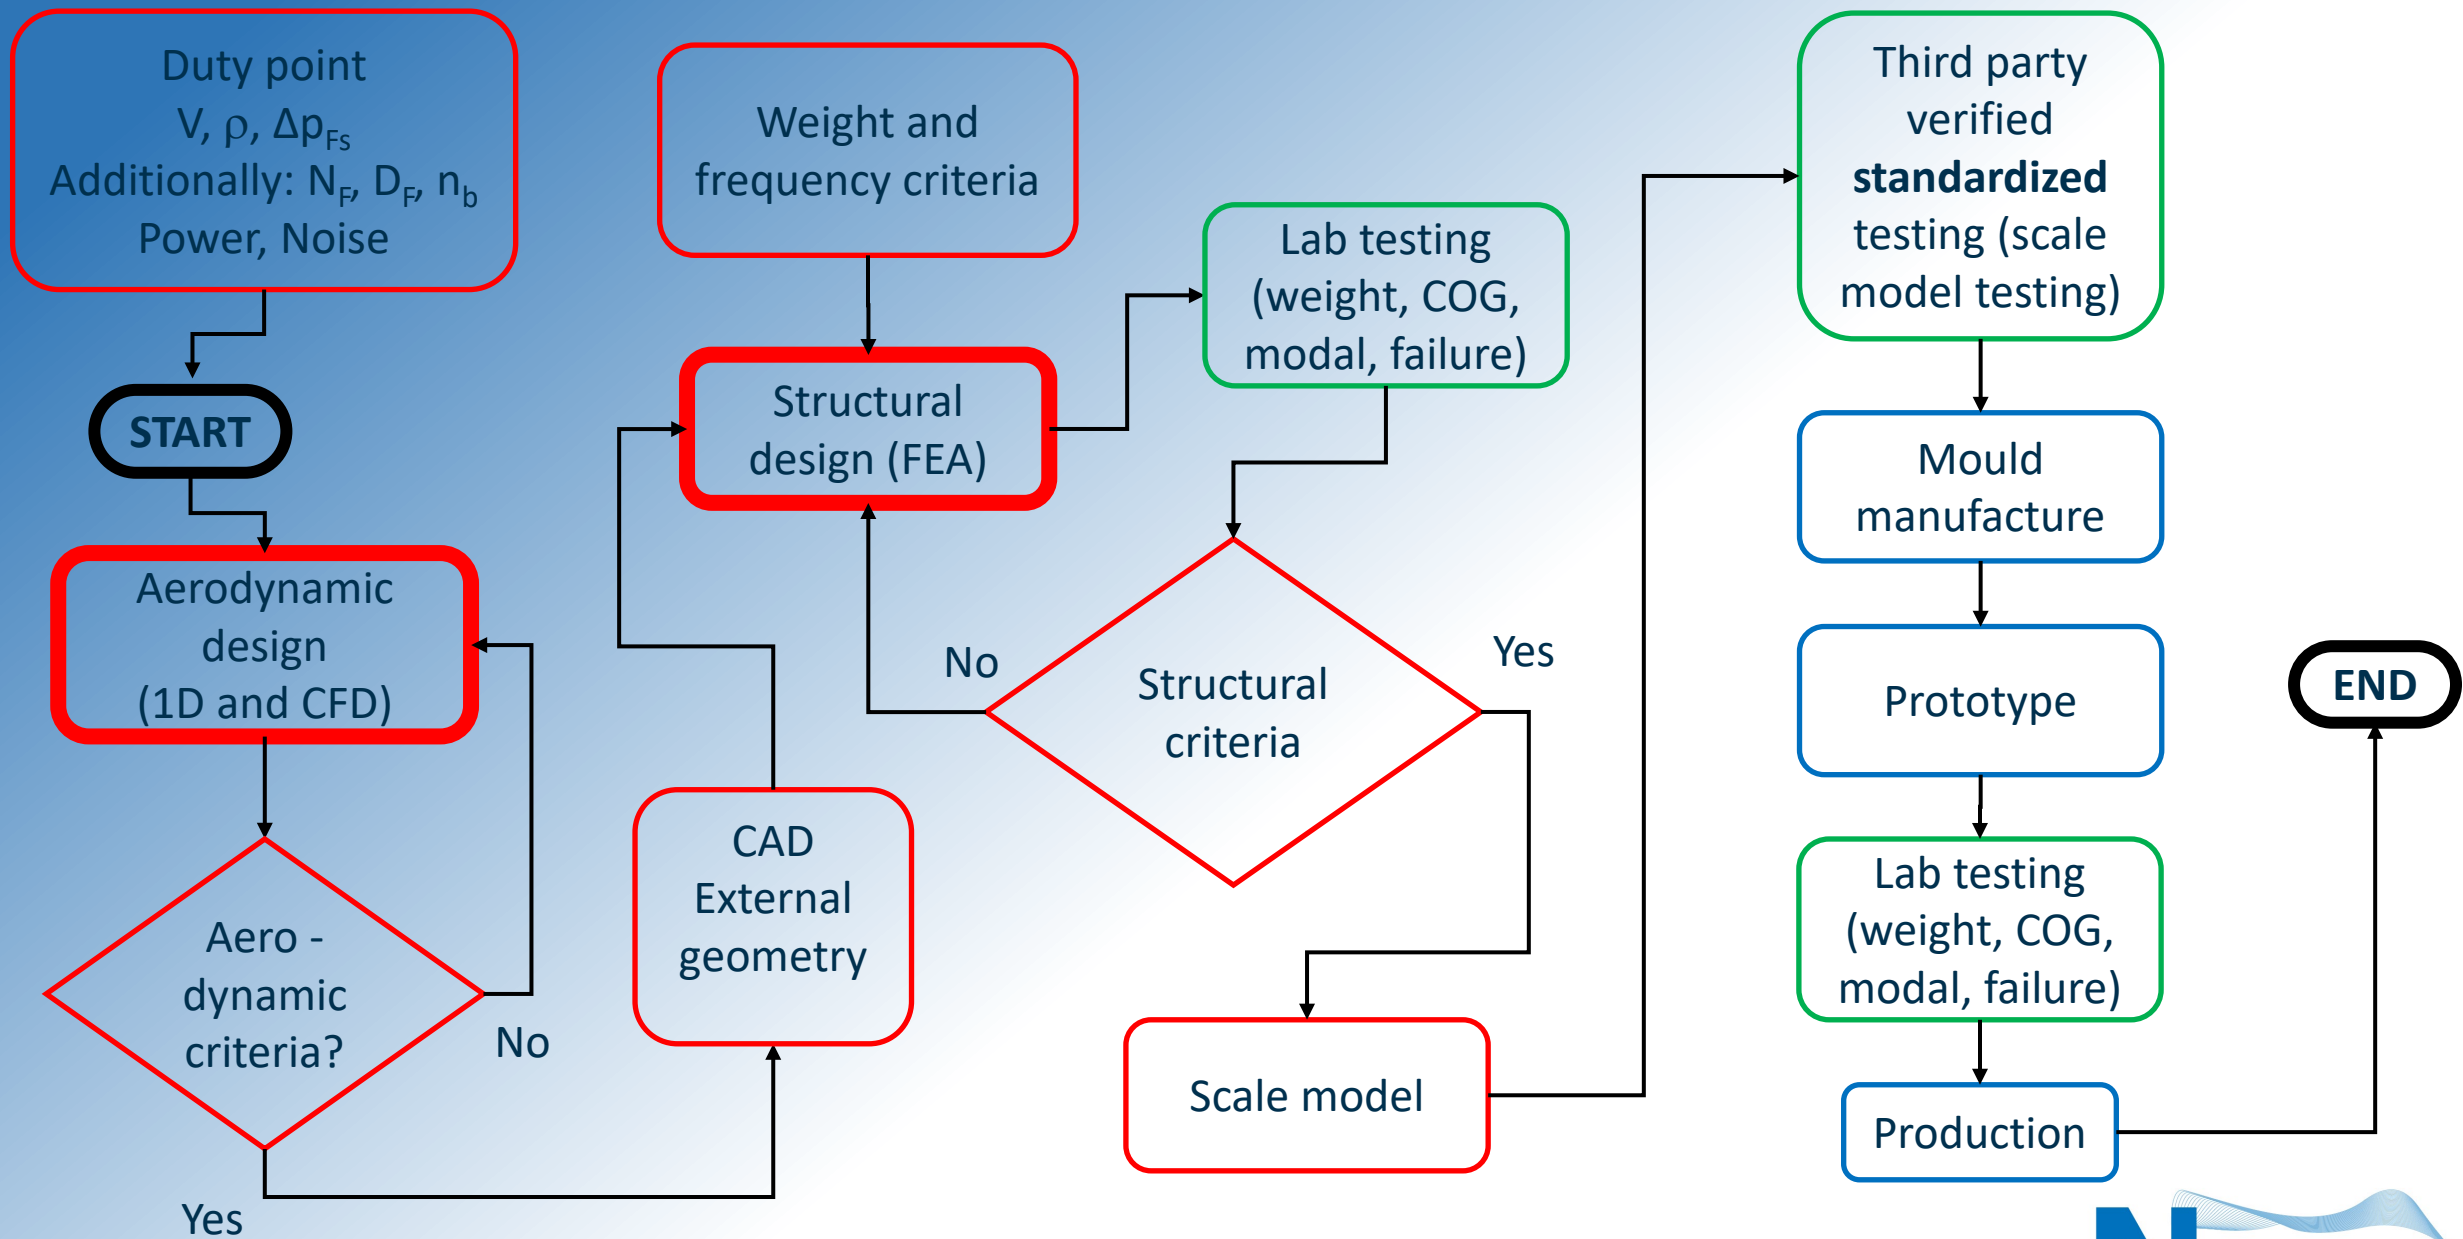 Duty point
V, ρ, Δp_Fs
Additionally: N_F, D_F, n_b
Power, Noise
START
Aerodynamic
design
(1D and CFD)
Aero -
dynamic
criteria?
No
Yes
CAD
External
geometry
Weight and
frequency criteria
Structural
design (FEA)
Lab testing
(weight, COG,
modal, failure)
Structural
criteria
No
Yes
Scale model
Third party
verified
standardized
testing (scale
model testing)
Mould
manufacture
Prototype
Lab testing
(weight, COG,
modal, failure)
Production
END